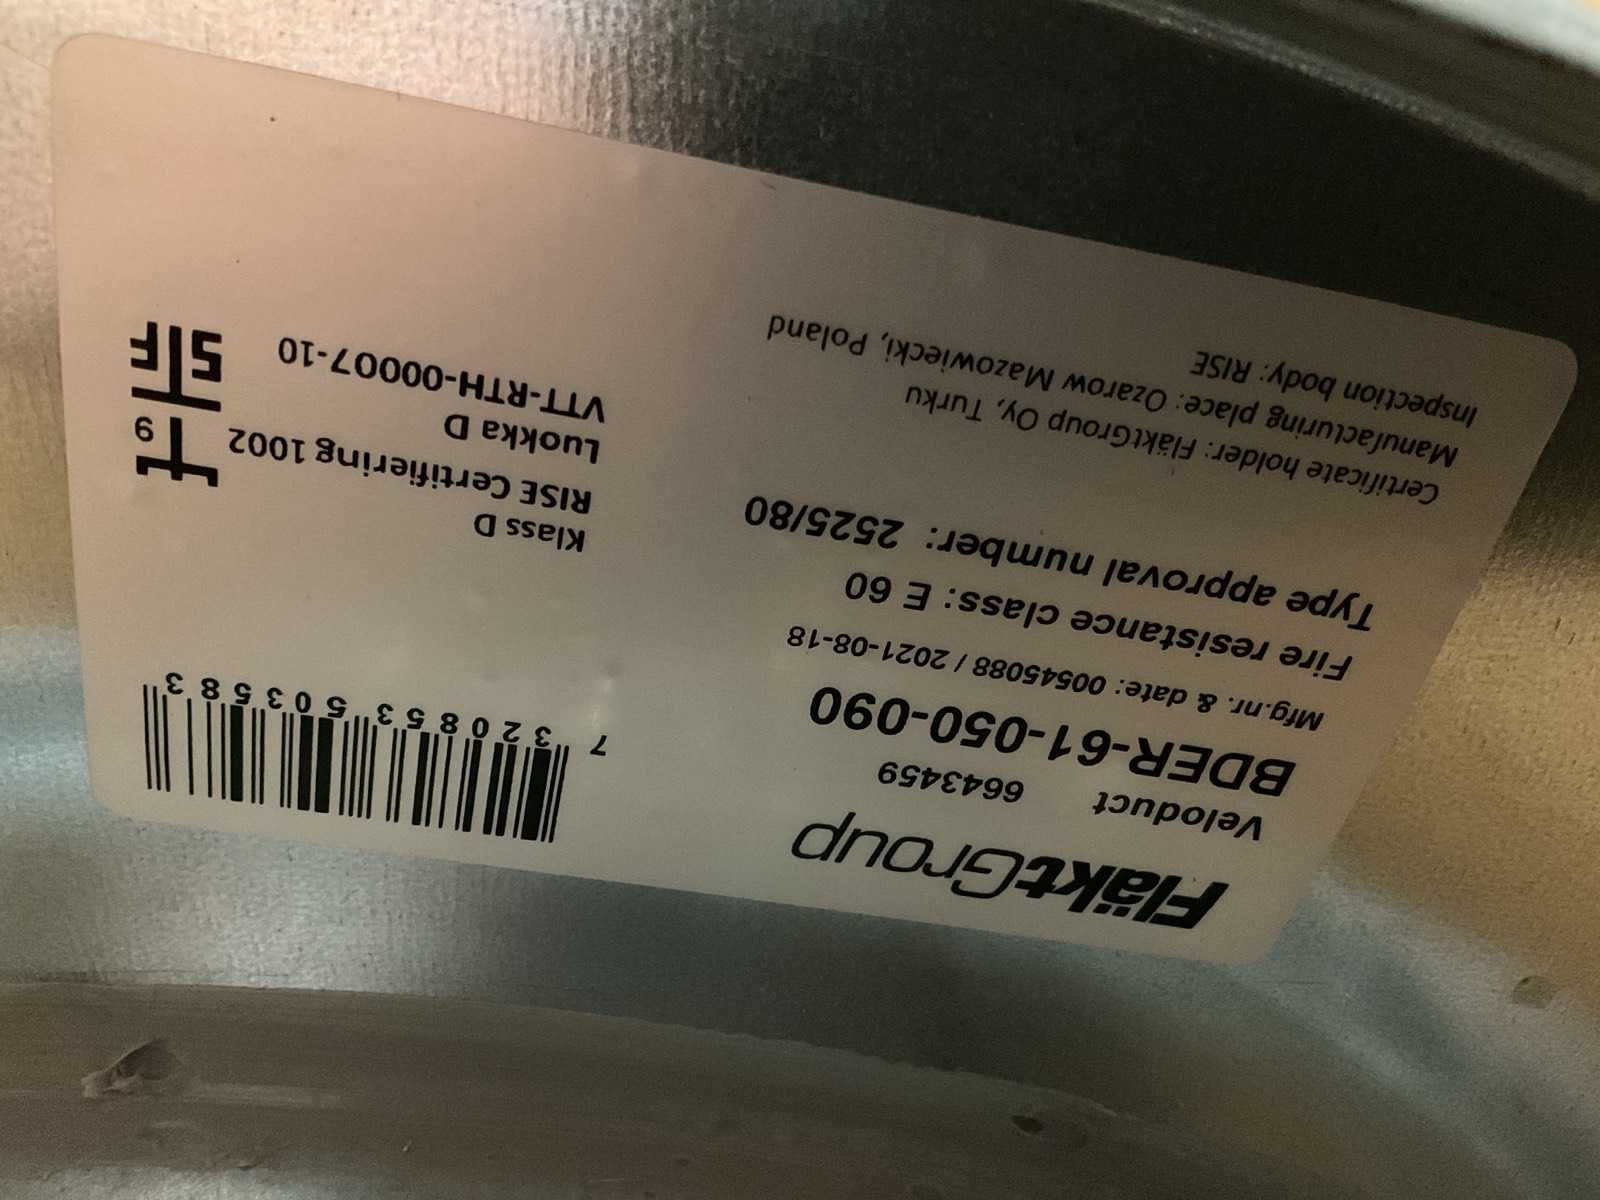 FläktGroup
Veloduct 6643459
BDER-61-050-090
Mfg.nr. & date: 00545088 / 2021-08-18
Fire resistance class: E 60
Type approval number: 2525/80
Certificate holder: FläktGroup Oy, Turku
Manufacturing place: Ozarow Mazowiecki, Poland
Inspection body: RISE
7 320853 503583
Klass D
RISE Certifiering 1002
Luokka D
VTT-RTH-00007-10
9
STF